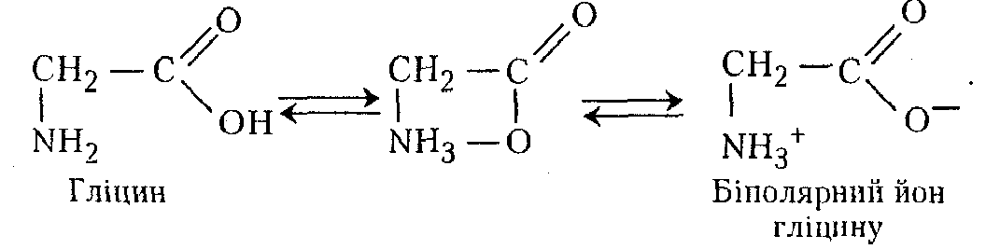 O O O
CH₂ — C CH₂ — C CH₂ — C
OH O⁻
NH₂ NH₃ — O NH₃⁺
Гліцин Біполярний йон
гліцину